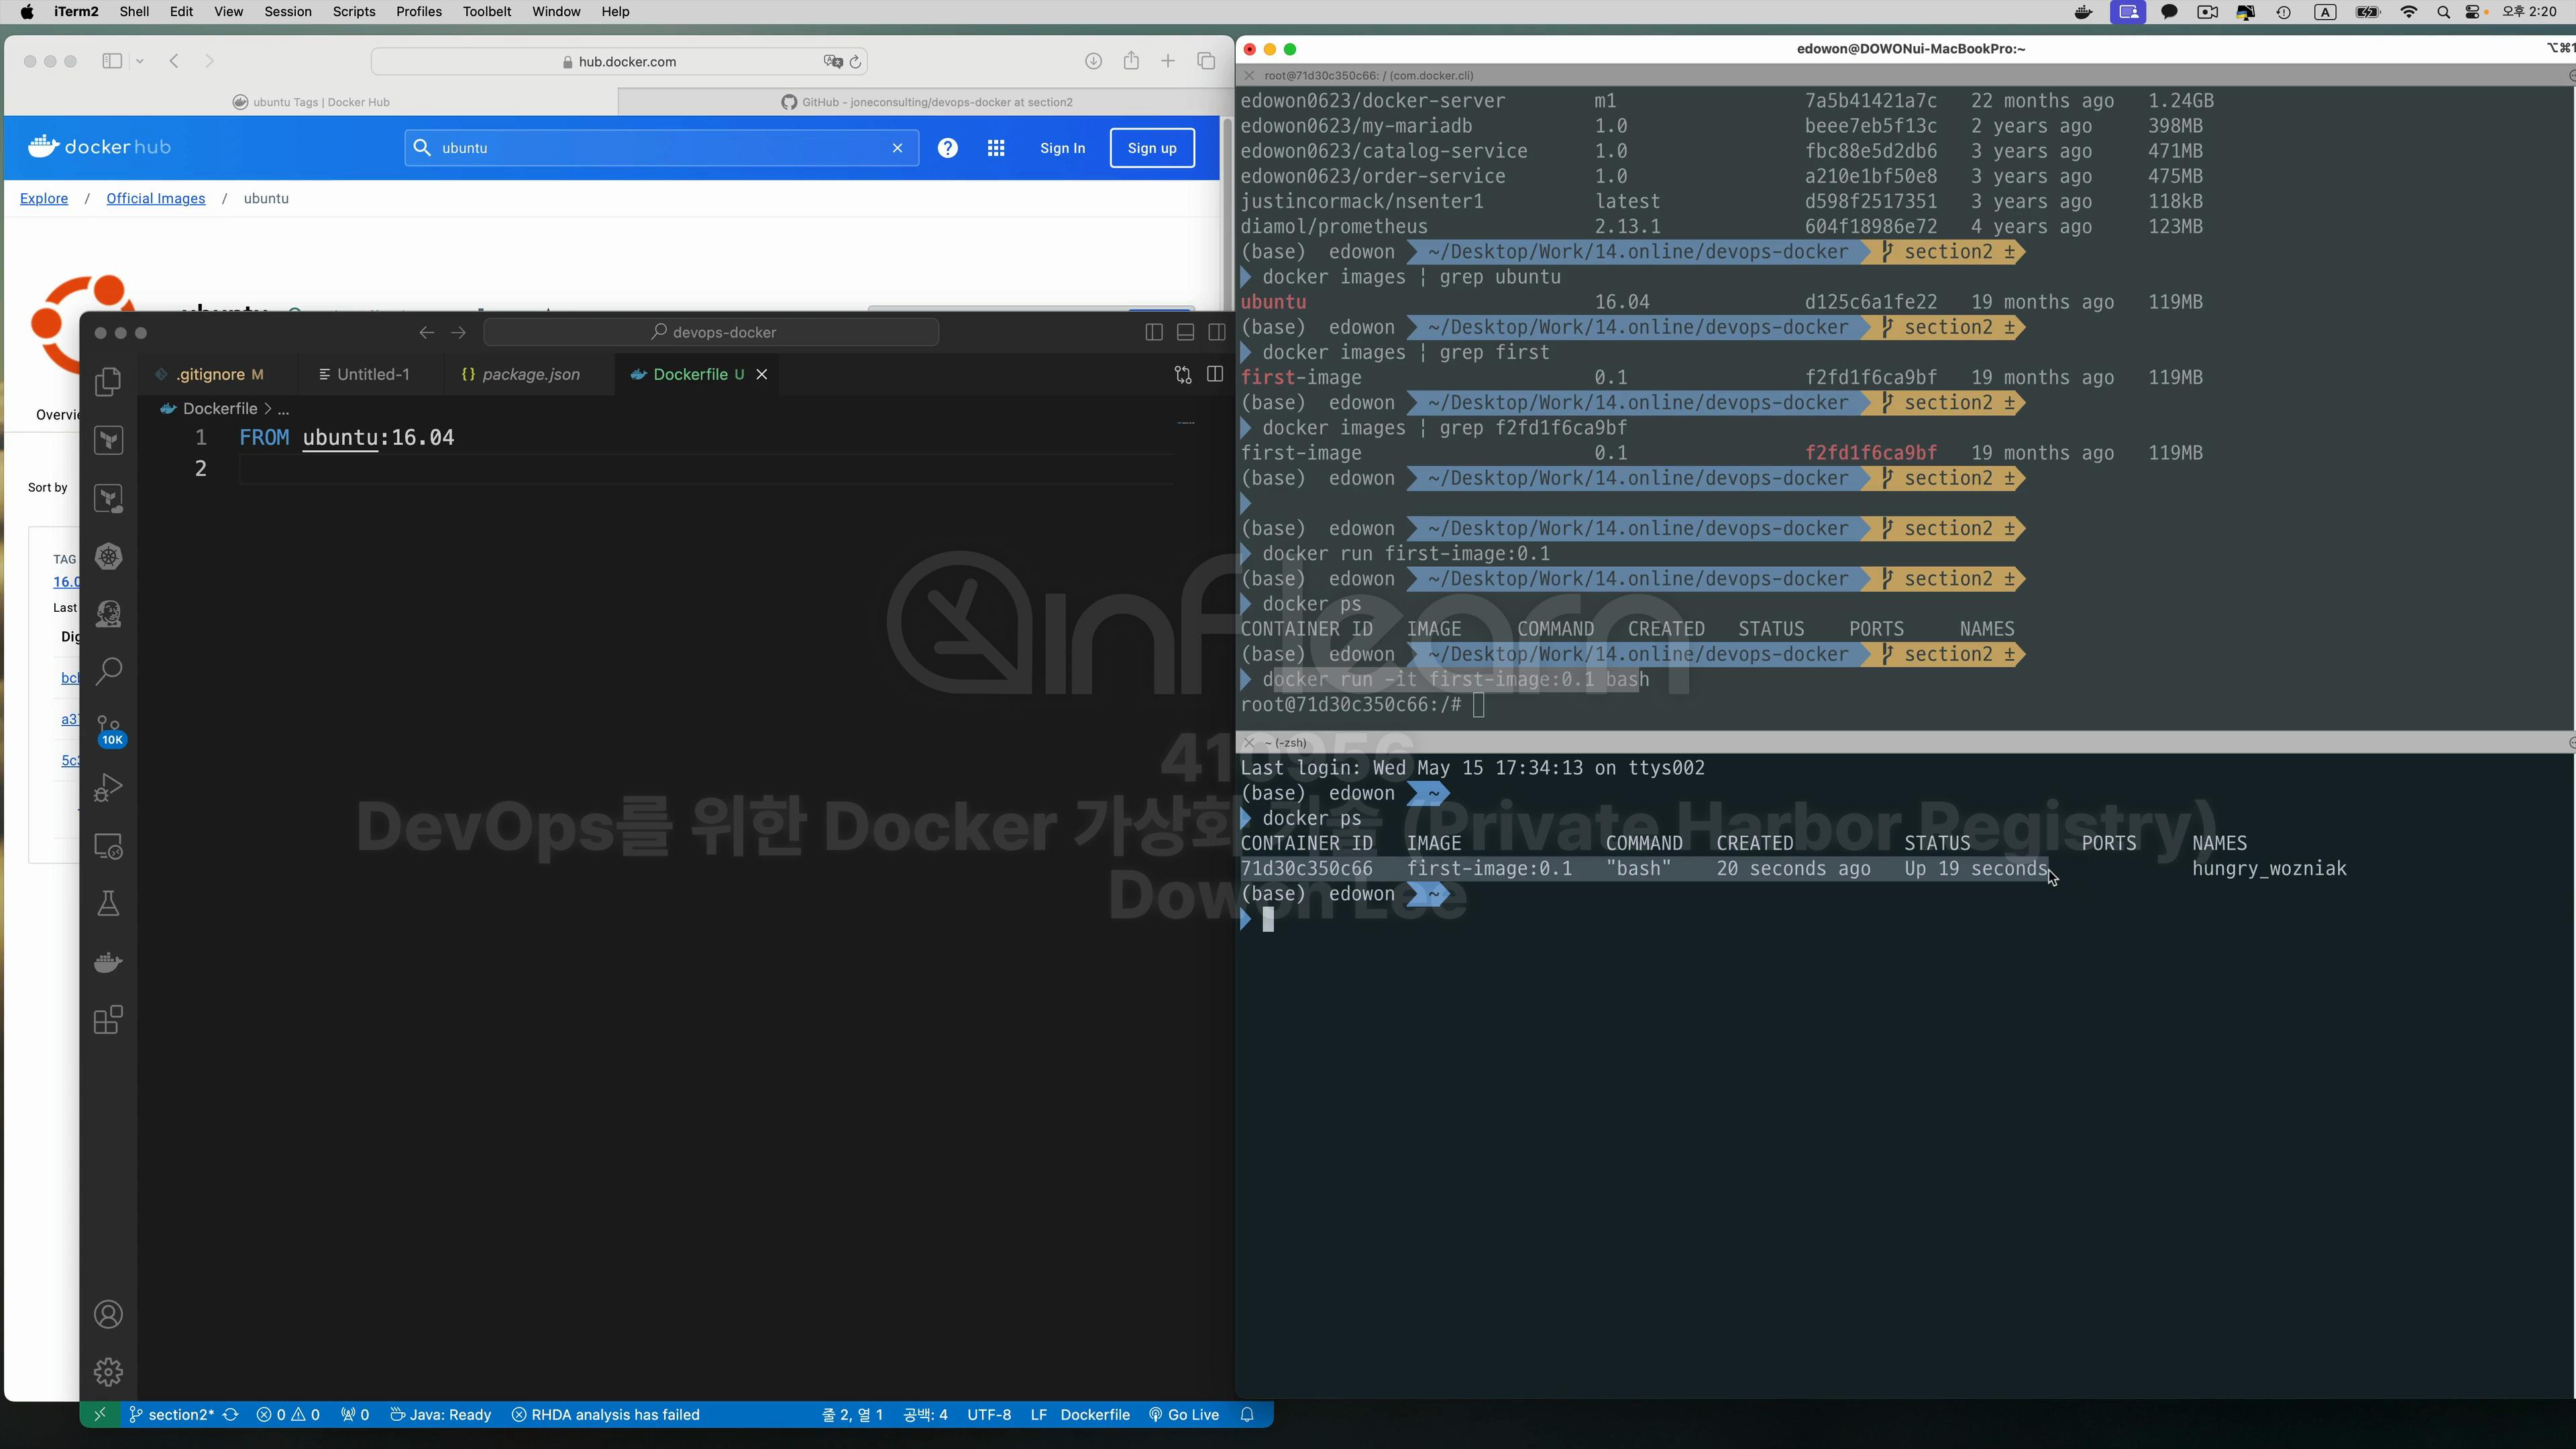 iTerm2 Shell Edit View Session Scripts Profiles Toolbelt Window Help
오후 2:20
hub.docker.com
ubuntu Tags | Docker Hub
GitHub - joneconsulting/devops-docker at section2
docker hub
ubuntu
Sign In
Sign up
Explore / Official Images / ubuntu
Sort by
TAG
Last
devops-docker
.gitignore M
Untitled-1
{} package.json
Dockerfile U
Dockerfile > ...
1 FROM ubuntu:16.04
2
10K
section2* 0 0 0 Java: Ready RHDA analysis has failed
줄 2, 열 1 공백: 4 UTF-8 LF Dockerfile Go Live
edowon@DOWONui-MacBookPro:~
root@71d30c350c66: / (com.docker.cli)
edowon0623/docker-server m1 7a5b41421a7c 22 months ago 1.24GB
edowon0623/my-mariadb 1.0 beee7eb5f13c 2 years ago 398MB
edowon0623/catalog-service 1.0 fbc88e5d2db6 3 years ago 471MB
edowon0623/order-service 1.0 a210e1bf50e8 3 years ago 475MB
justincormack/nsenter1 latest d598f2517351 3 years ago 118kB
diamol/prometheus 2.13.1 604f18986e72 4 years ago 123MB
(base) edowon ~/Desktop/Work/14.online/devops-docker section2 ±
docker images | grep ubuntu
ubuntu 16.04 d125c6a1fe22 19 months ago 119MB
(base) edowon ~/Desktop/Work/14.online/devops-docker section2 ±
docker images | grep first
first-image 0.1 f2fd1f6ca9bf 19 months ago 119MB
(base) edowon ~/Desktop/Work/14.online/devops-docker section2 ±
docker images | grep f2fd1f6ca9bf
first-image 0.1 f2fd1f6ca9bf 19 months ago 119MB
(base) edowon ~/Desktop/Work/14.online/devops-docker section2 ±
(base) edowon ~/Desktop/Work/14.online/devops-docker section2 ±
docker run first-image:0.1
(base) edowon ~/Desktop/Work/14.online/devops-docker section2 ±
docker ps
CONTAINER ID IMAGE COMMAND CREATED STATUS PORTS NAMES
(base) edowon ~/Desktop/Work/14.online/devops-docker section2 ±
docker run -it first-image:0.1 bash
root@71d30c350c66:/#
~ (-zsh)
Last login: Wed May 15 17:34:13 on ttys002
(base) edowon ~
docker ps
CONTAINER ID IMAGE COMMAND CREATED STATUS PORTS NAMES
71d30c350c66 first-image:0.1 "bash" 20 seconds ago Up 19 seconds hungry_wozniak
(base) edowon ~
inflearn
410956
DevOps를 위한 Docker 가상화 기술 (Private Harbor Registry)
Dowon Lee